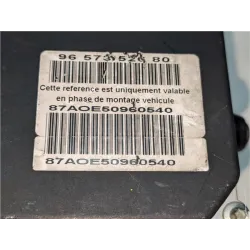 96 573 526 80
Cette reference est uniquement valable
en phase de montage vehicule
87AOE50960540
87AOE50960540